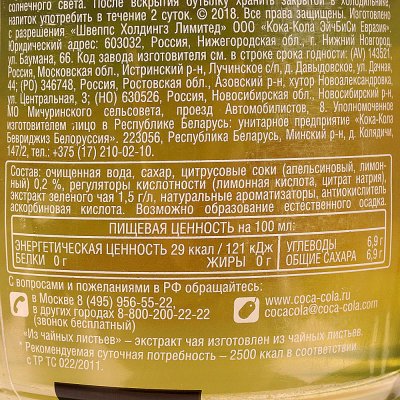 солнечного света. После вскрытия бутылку хранить закрытой в холодильнике,
напиток употребить в течение 2 суток. © 2018. Все права защищены. Изготовлено
с разрешения «Швеппс Холдингз Лимитед» ООО «Кока-Кола ЭйчБиСи Евразия».
Юридический адрес: 603032, Россия, Нижегородская обл., г. Нижний Новгород,
ул. Баумана, 66. Код завода изготовителя см. в строке срока годности: (AV) 143521,
Россия, Московская обл., Истринский р-н, Лучинское с/п, д. Давыдовское, ул. Дачная,
44; (РО) 346748, Россия, Ростовская обл., Азовский р-н, хутор Новоалександровка,
ул. Центральная, 3; (НО) 630526, Россия, Новосибирская обл., Новосибирский р-н,
МО Мичуринского сельсовета, проезд Автомобилистов, 8. Уполномоченное
изготовителем лицо в Республике Беларусь: унитарное предприятие «Кока-Кола
Бевриджиз Белоруссия». 223056, Республика Беларусь, Минский р-н, д. Колядичи,
147/2, тел.: +375 (17) 210-02-10.
Состав: очищенная вода, сахар, цитрусовые соки (апельсиновый, лимон-
ный) 0,2 %, регуляторы кислотности (лимонная кислота, цитрат натрия),
экстракт зеленого чая 1,5 г/л, натуральные ароматизаторы, антиокислитель
аскорбиновая кислота. Возможно образование естественного осадка.
ПИЩЕВАЯ ЦЕННОСТЬ на 100 мл:
ЭНЕРГЕТИЧЕСКАЯ ЦЕННОСТЬ 29 ккал / 121 кДж УГЛЕВОДЫ 6,9 г
БЕЛКИ 0 г ЖИРЫ 0 г ОБЩИЕ САХАРА 6,9 г
С вопросами и пожеланиями в РФ обращайтесь:
в Москве 8 (495) 956-55-22, www.coca-cola.ru
в других городах 8-800-200-22-22 cocacola@coca-cola.com
(звонок бесплатный)
«Из чайных листьев» – экстракт чая изготовлен из чайных листьев.
* Рекомендуемая суточная потребность – 2500 ккал в соответствии
с ТР ТС 022/2011.